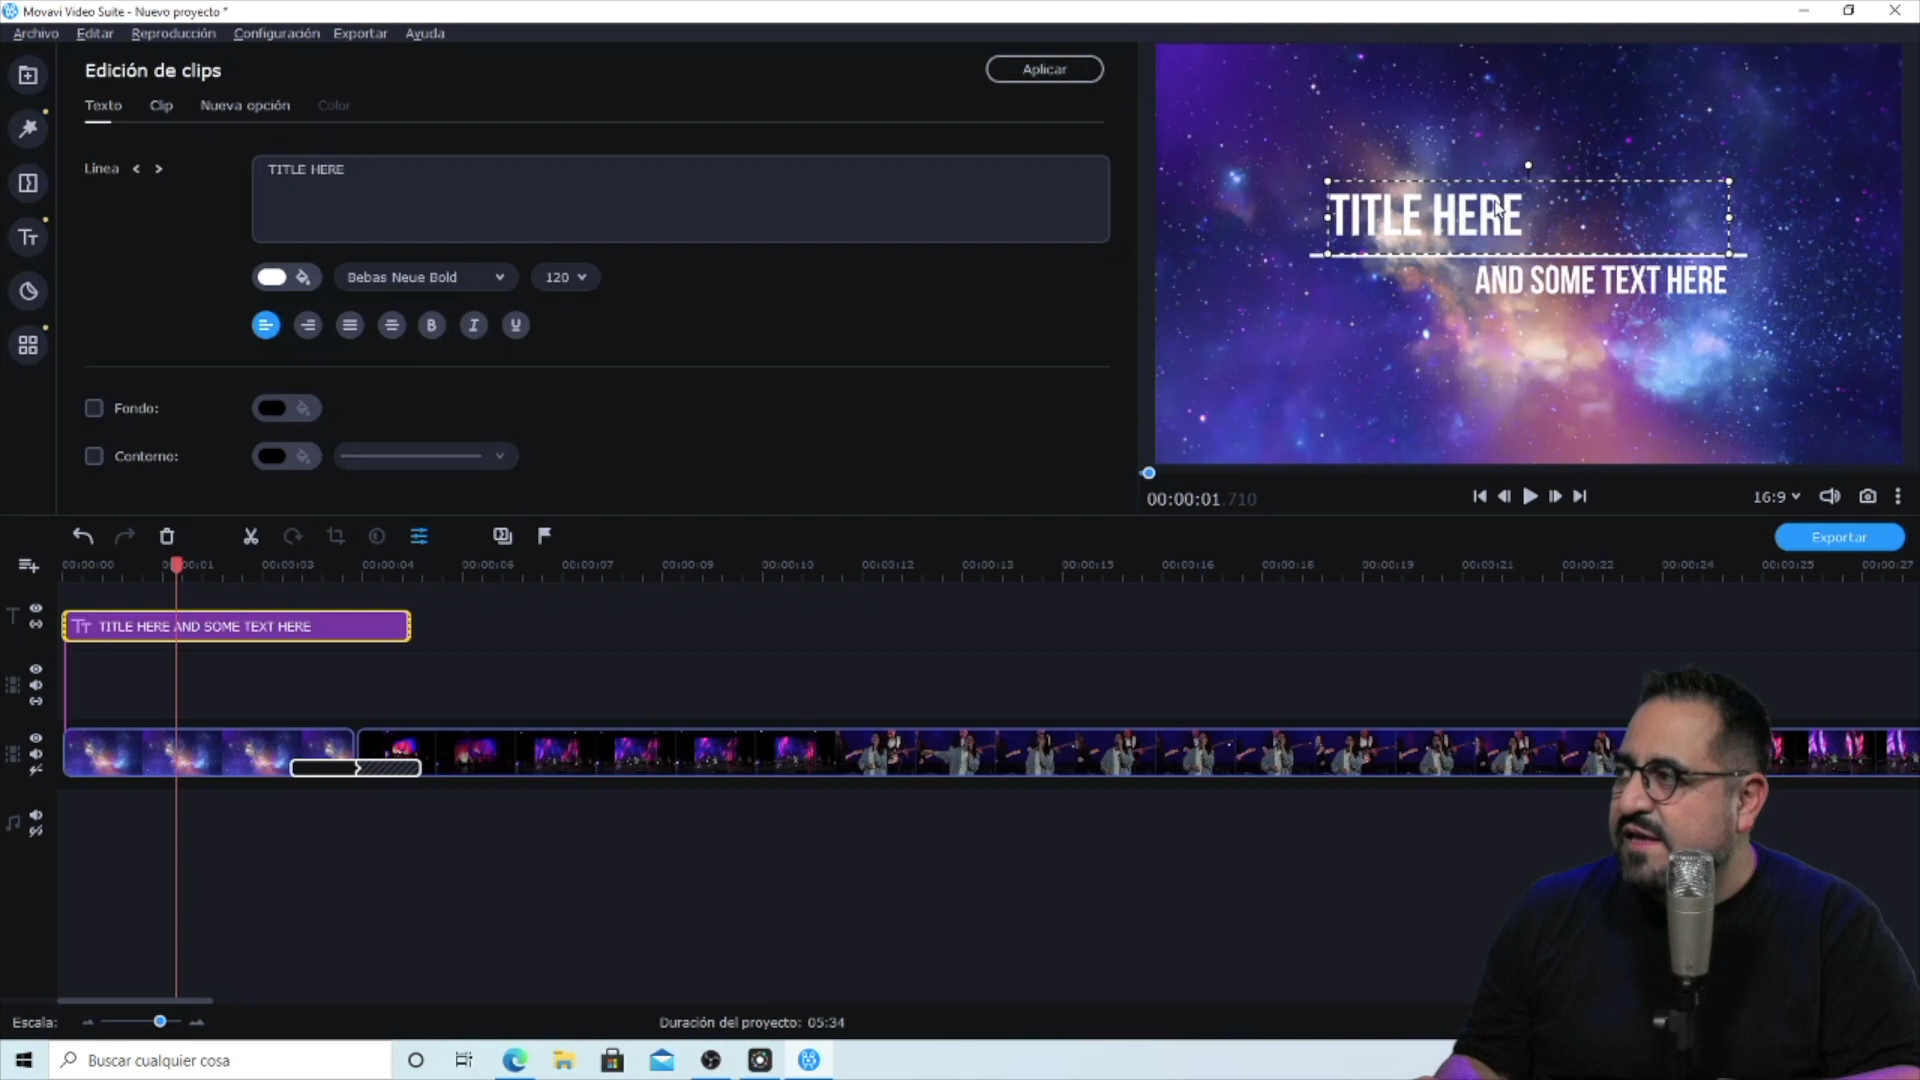 Movavi Video Suite - Nuevo proyecto *
Archivo Editar Reproducción Configuración Exportar Ayuda
Edición de clips
Aplicar
Texto Clip Nueva opción Color
Línea < >
TITLE HERE
Bebas Neue Bold
120
B I U
Fondo:
Contorno:
TITLE HERE
AND SOME TEXT HERE
00:00:01.710
16:9
Exportar
00:00:00 00:00:01 00:00:03 00:00:04 00:00:06 00:00:07 00:00:09 00:00:10 00:00:12 00:00:13 00:00:15 00:00:16 00:00:18 00:00:19 00:00:21 00:00:22 00:00:24 00:00:25 00:00:27
TITLE HERE AND SOME TEXT HERE
Escala:
Duración del proyecto: 05:34
Buscar cualquier cosa